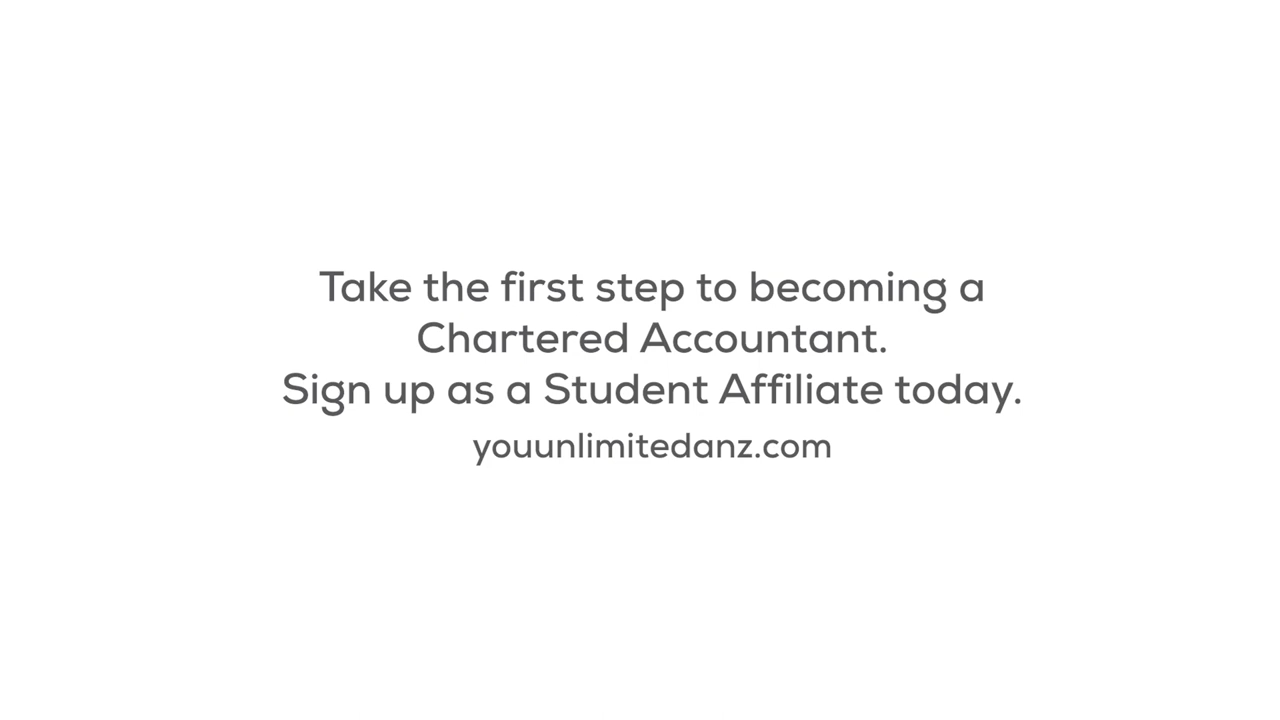 Take the first step to becoming a
Chartered Accountant.
Sign up as a Student Affiliate today.
youunlimitedanz.com